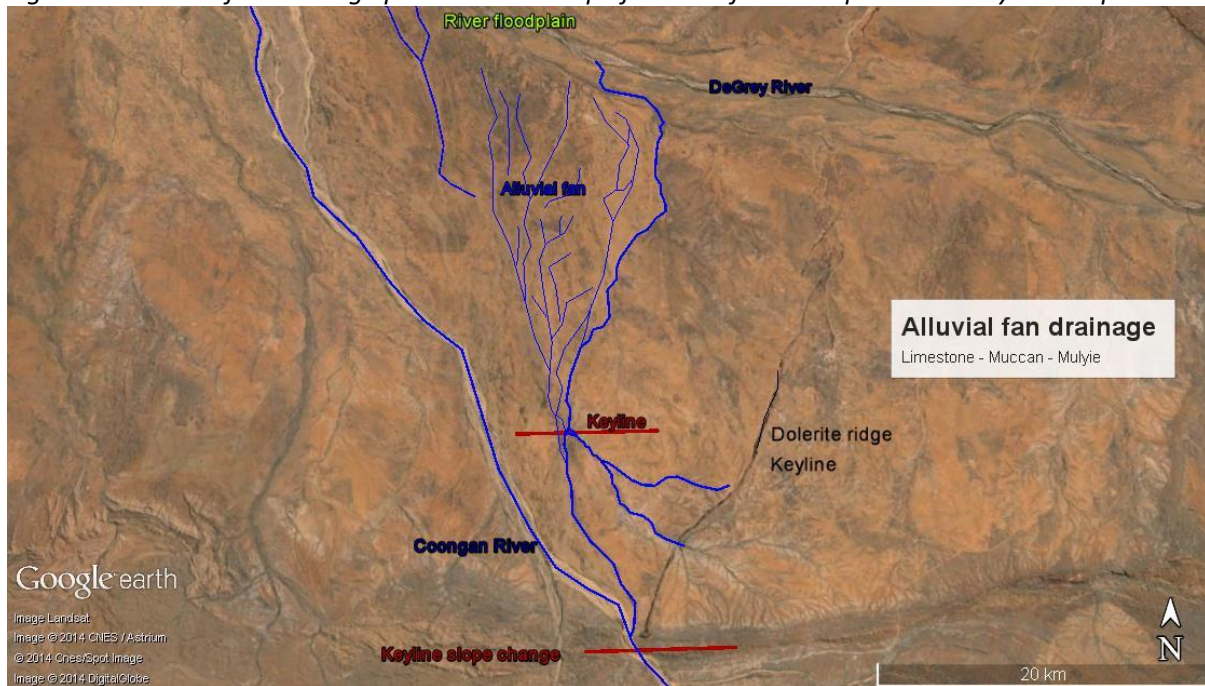 River floodplain
DeGrey River
Alluvial fan
Alluvial fan drainage
Limestone - Muccan - Mulyie
Keyline
Dolerite ridge
Keyline
Coongan River
Google earth
Image Landsat
Image © 2014 CNES / Astrium
© 2014 Cnes/Spot Image
Image © 2014 DigitalGlobe
Keyline slope change
N
20 km